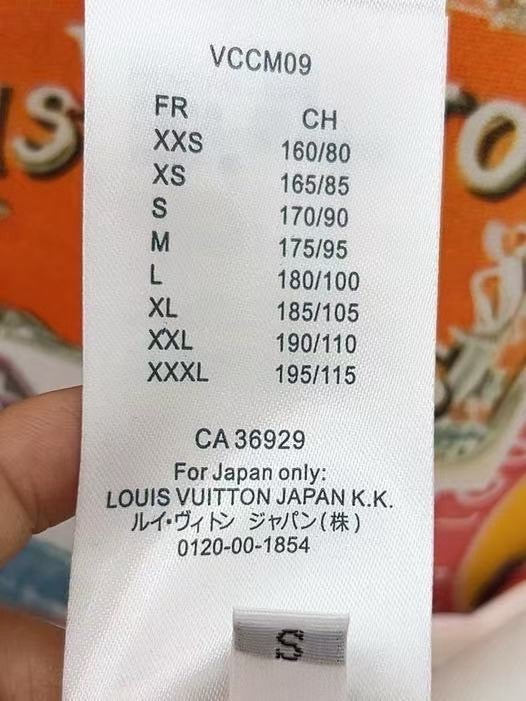 VCCM09
FR CH
XXS 160/80
XS 165/85
S 170/90
M 175/95
L 180/100
XL 185/105
XXL 190/110
XXXL 195/115
CA 36929
For Japan only:
LOUIS VUITTON JAPAN K.K.
ルイ・ヴィトン ジャパン(株)
0120-00-1854
S